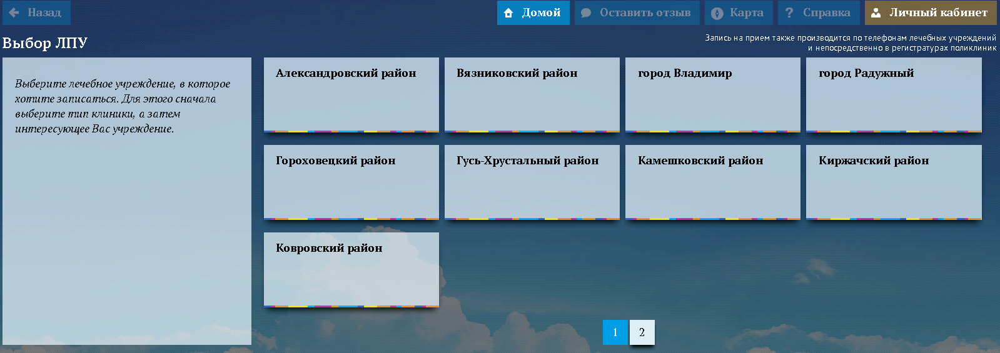 Назад
Домой
Оставить отзыв
Карта
Справка
Личный кабинет
Выбор ЛПУ
Запись на прием также производится по телефонам лечебных учреждений
и непосредственно в регистратурах поликлиник
Выберите лечебное учреждение, в которое
хотите записаться. Для этого сначала
выберите тип клиники, а затем
интересующее Вас учреждение.
Александровский район
Вязниковский район
город Владимир
город Радужный
Гороховецкий район
Гусь-Хрустальный район
Камешковский район
Киржачский район
Ковровский район
1
2